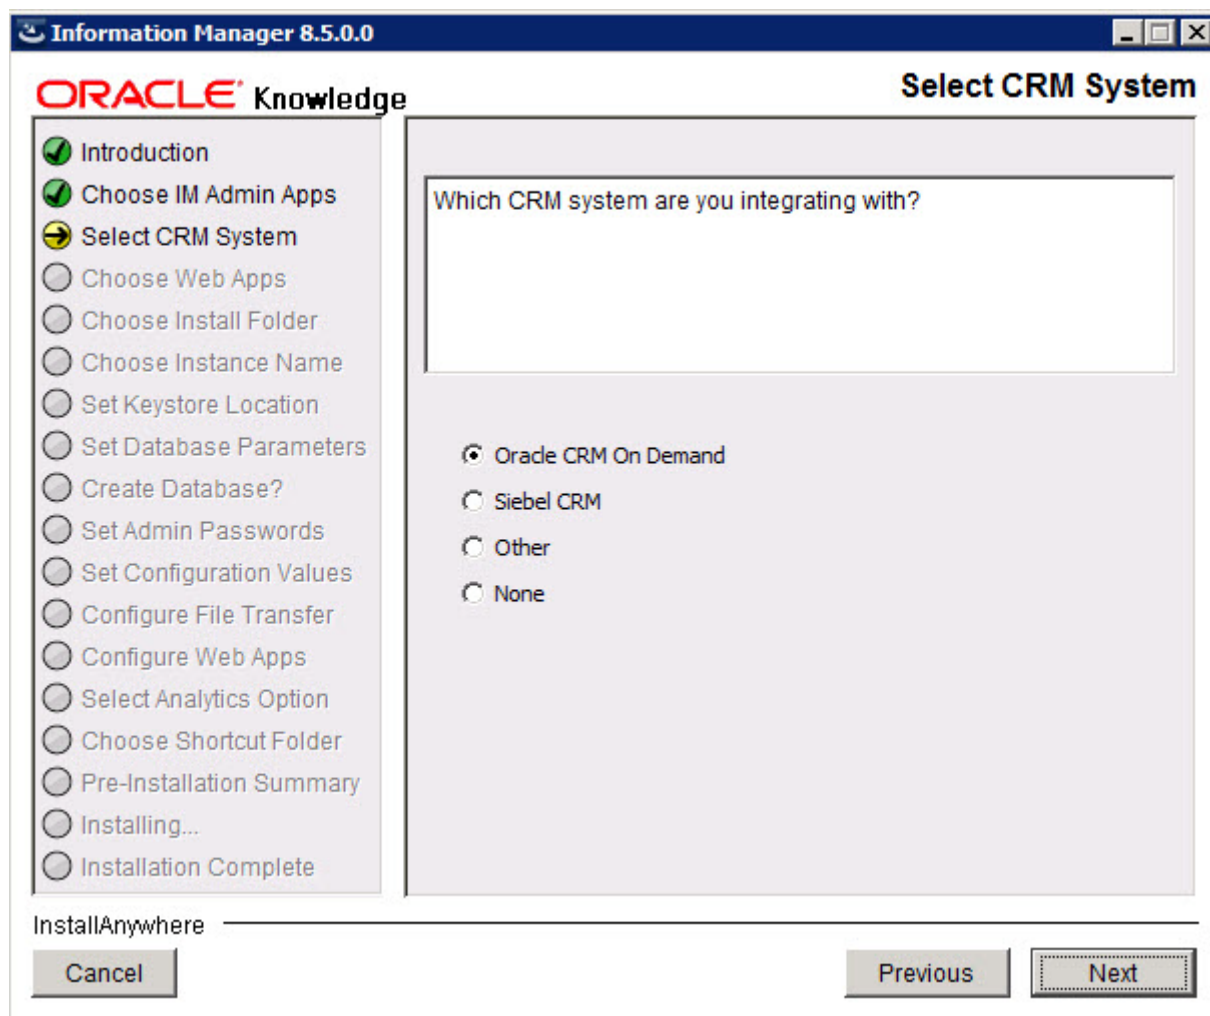 Information Manager 8.5.0.0
ORACLE Knowledge
Select CRM System
Introduction
Choose IM Admin Apps
Select CRM System
Choose Web Apps
Choose Install Folder
Choose Instance Name
Set Keystore Location
Set Database Parameters
Create Database?
Set Admin Passwords
Set Configuration Values
Configure File Transfer
Configure Web Apps
Select Analytics Option
Choose Shortcut Folder
Pre-Installation Summary
Installing...
Installation Complete
Which CRM system are you integrating with?
Oracle CRM On Demand
Siebel CRM
Other
None
InstallAnywhere
Cancel
Previous
Next